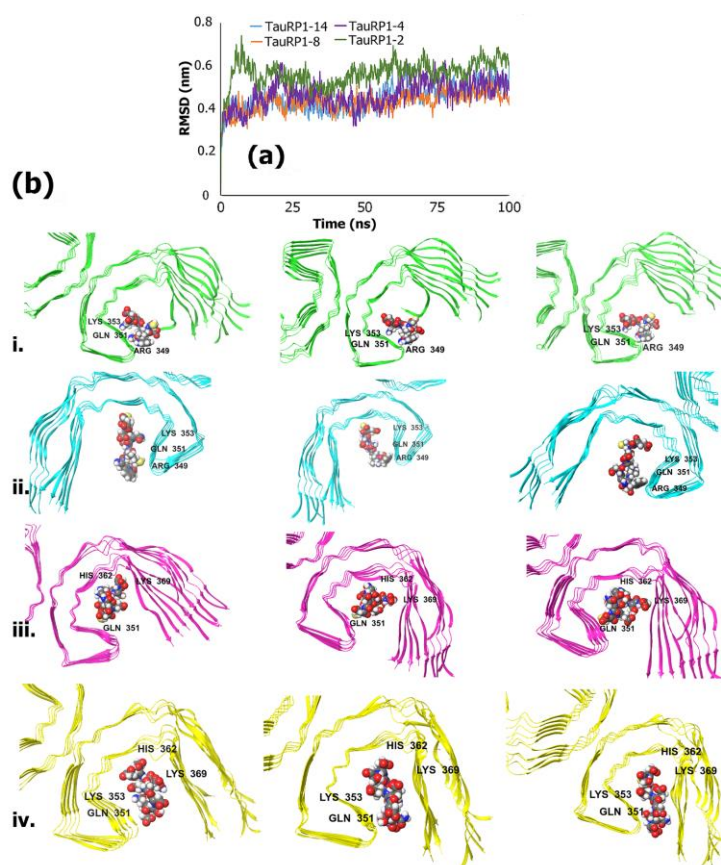 0.8
TauRP1-14 TauRP1-4
TauRP1-8 TauRP1-2
0.6
RMSD (nm)
0.4
0.2
(a)
0
0 25 50 75 100
Time (ns)
(b)
LYS 353
GLN 351
ARG 349
LYS 353
GLN 351
ARG 349
LYS 353
GLN 351
ARG 349
i.
LYS 353
GLN 351
ARG 349
LYS 353
GLN 351
ARG 349
LYS 353
GLN 351
ARG 349
ii.
HIS 362
LYS 369
GLN 351
HIS 362
LYS 369
GLN 351
HIS 362
LYS 369
GLN 351
iii.
HIS 362
LYS 369
LYS 353
GLN 351
HIS 362
LYS 369
LYS 353
GLN 351
HIS 362
LYS 369
LYS 353
GLN 351
iv.